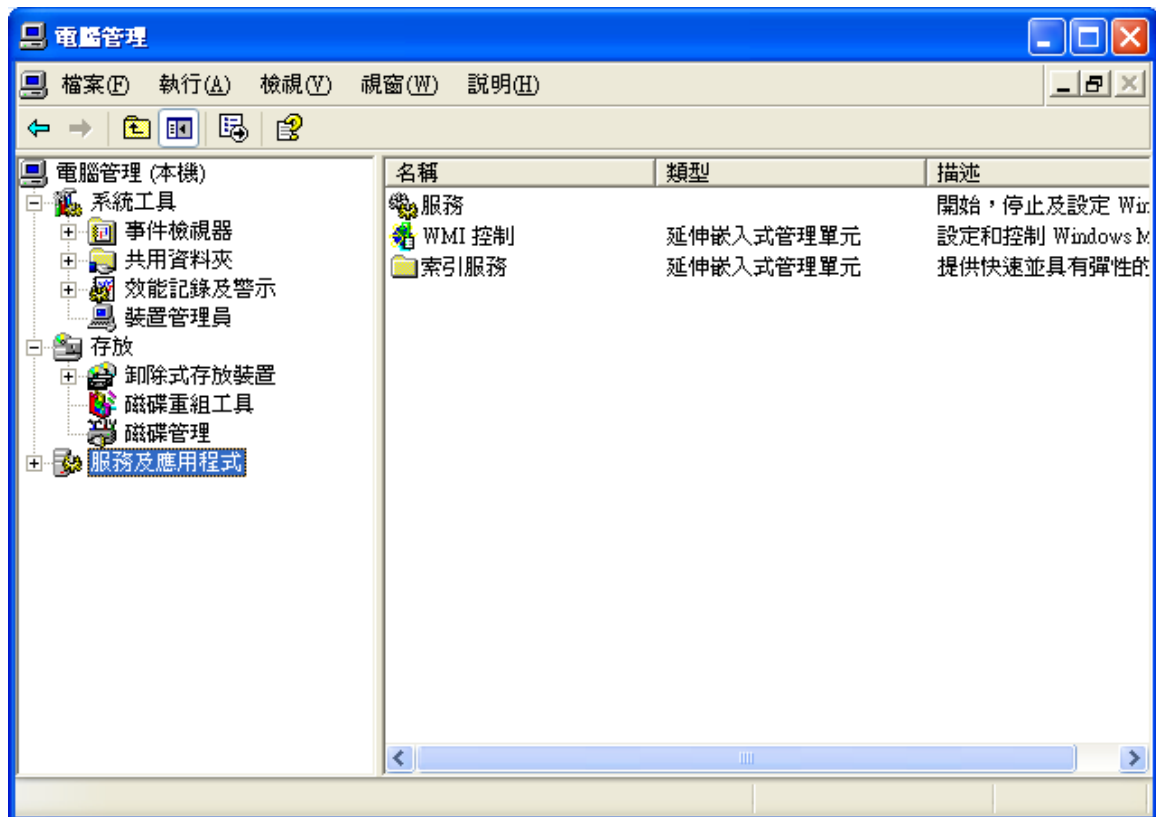 電腦管理
檔案(F) 執行(A) 檢視(V) 視窗(W) 說明(H)
電腦管理 (本機)
系統工具
事件檢視器
共用資料夾
效能記錄及警示
裝置管理員
存放
卸除式存放裝置
磁碟重組工具
磁碟管理
服務及應用程式
名稱 類型 描述
服務 開始，停止及設定 Win
WMI 控制 延伸嵌入式管理單元 設定和控制 Windows M
索引服務 延伸嵌入式管理單元 提供快速並具有彈性的